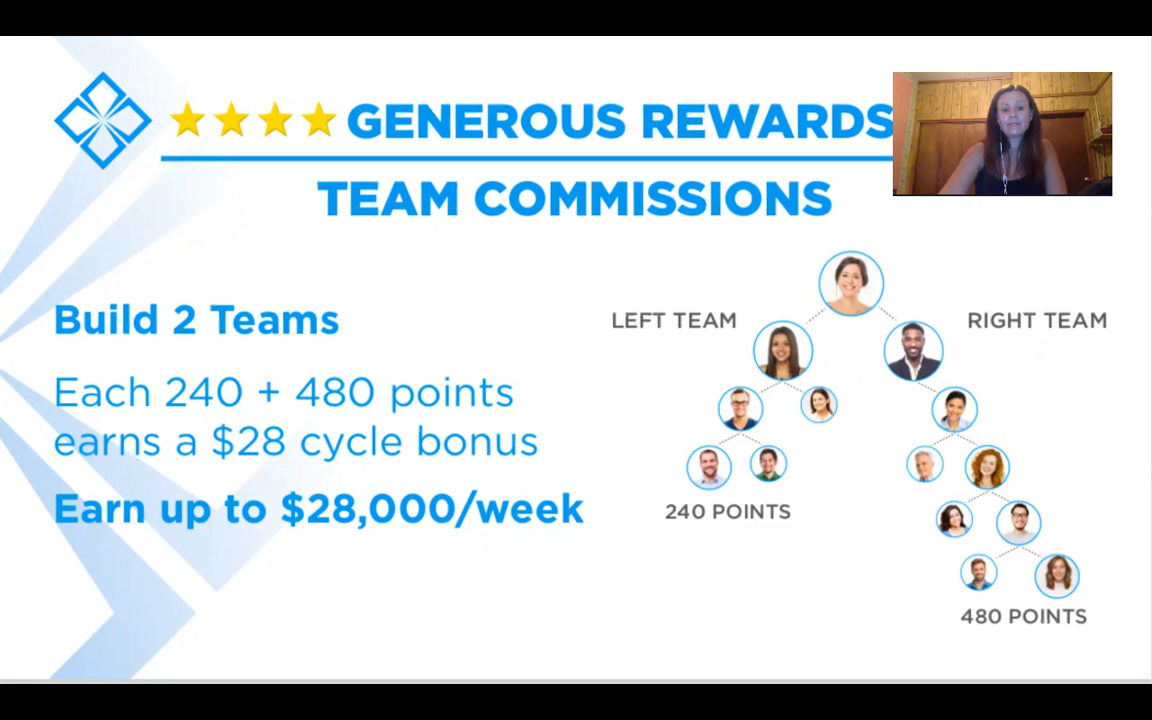 GENEROUS REWARDS
TEAM COMMISSIONS
Build 2 Teams
Each 240 + 480 points
earns a $28 cycle bonus
Earn up to $28,000/week
LEFT TEAM
RIGHT TEAM
240 POINTS
480 POINTS